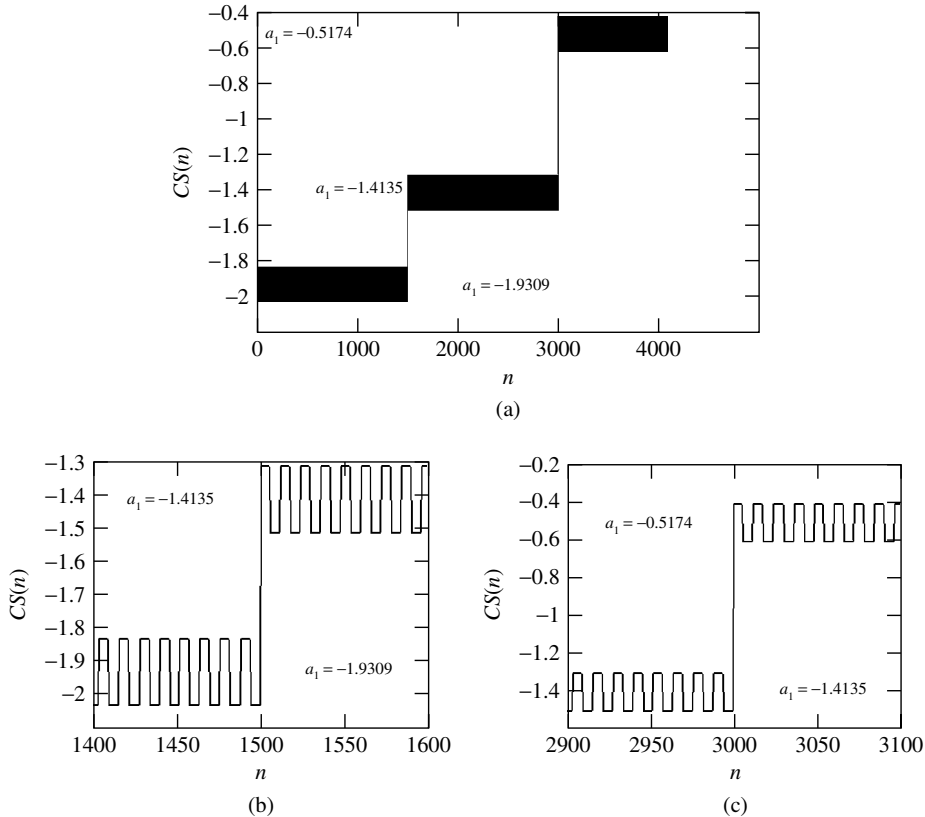 −0.4
−0.6
−0.8
−1
−1.2
−1.4
−1.6
−1.8
−2
CS(n)
a1 = −0.5174
a1 = −1.4135
a1 = −1.9309
0 1000 2000 3000 4000
n
(a)
−1.3
−1.4
−1.5
−1.6
−1.7
−1.8
−1.9
−2
CS(n)
a1 = −1.4135
a1 = −1.9309
1400 1450 1500 1550 1600
n
(b)
−0.2
−0.4
−0.6
−0.8
−1
−1.2
−1.4
CS(n)
a1 = −0.5174
a1 = −1.4135
2900 2950 3000 3050 3100
n
(c)